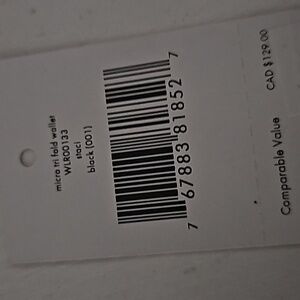 micro tri fold wallet
WLR00133
staci
black (001)
7 67883 81852 7
Comparable Value
CAD $129.00